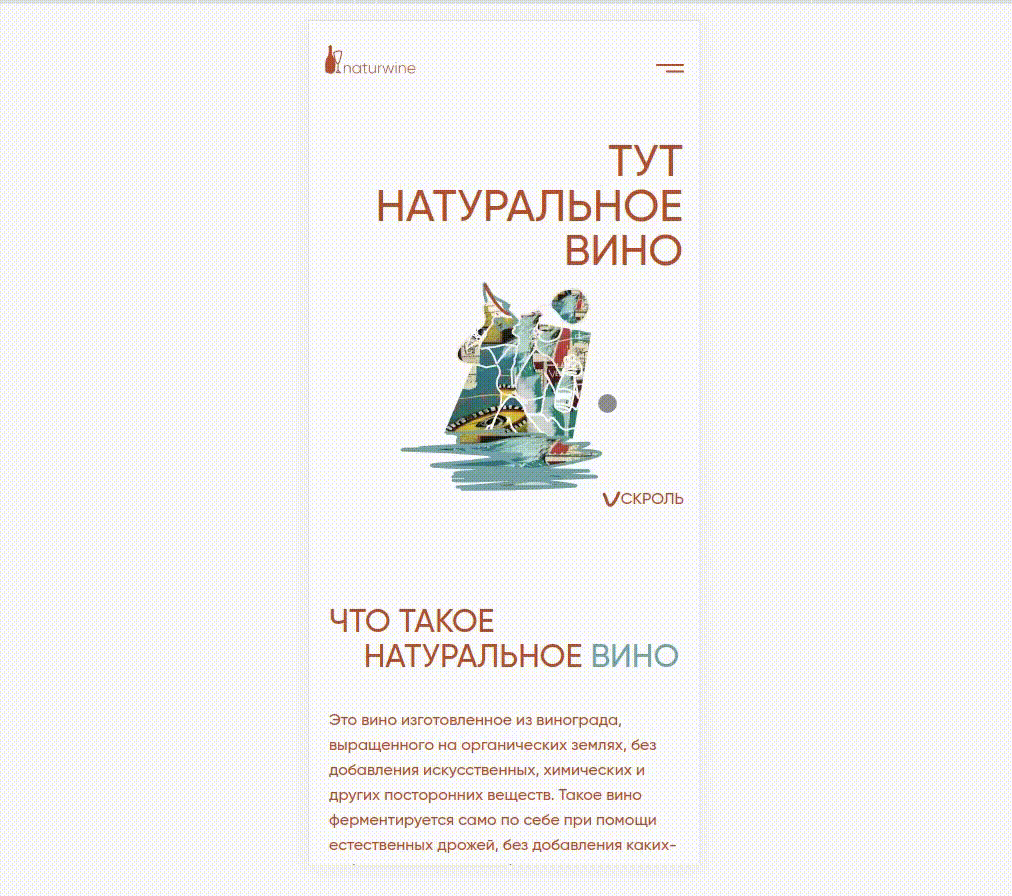 naturwine
ТУТ
НАТУРАЛЬНОЕ
ВИНО
СКРОЛЬ
ЧТО ТАКОЕ
НАТУРАЛЬНОЕ ВИНО
Это вино изготовленное из винограда,
выращенного на органических землях, без
добавления искусственных, химических и
других посторонних веществ. Такое вино
ферментируется само по себе при помощи
естественных дрожей, без добавления каких-